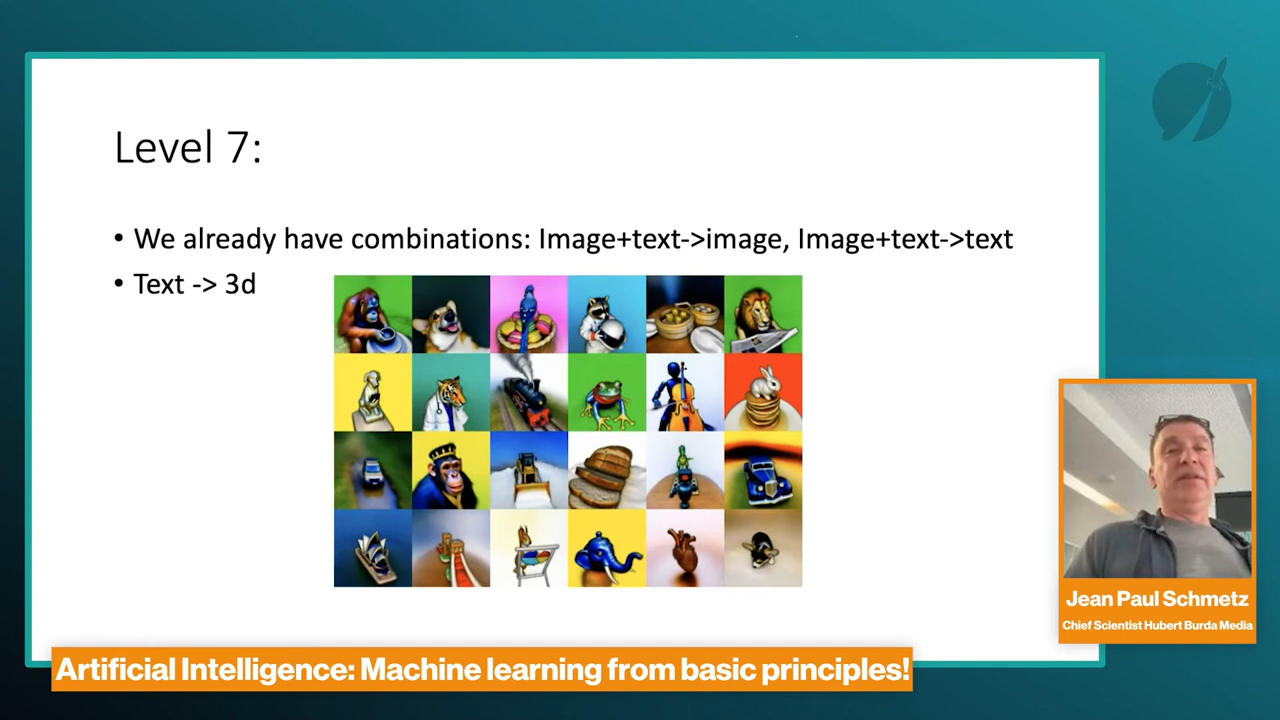 Level 7:
• We already have combinations: Image+text->image, Image+text->text
• Text -> 3d
Jean Paul Schmetz
Chief Scientist Hubert Burda Media
Artificial Intelligence: Machine learning from basic principles!